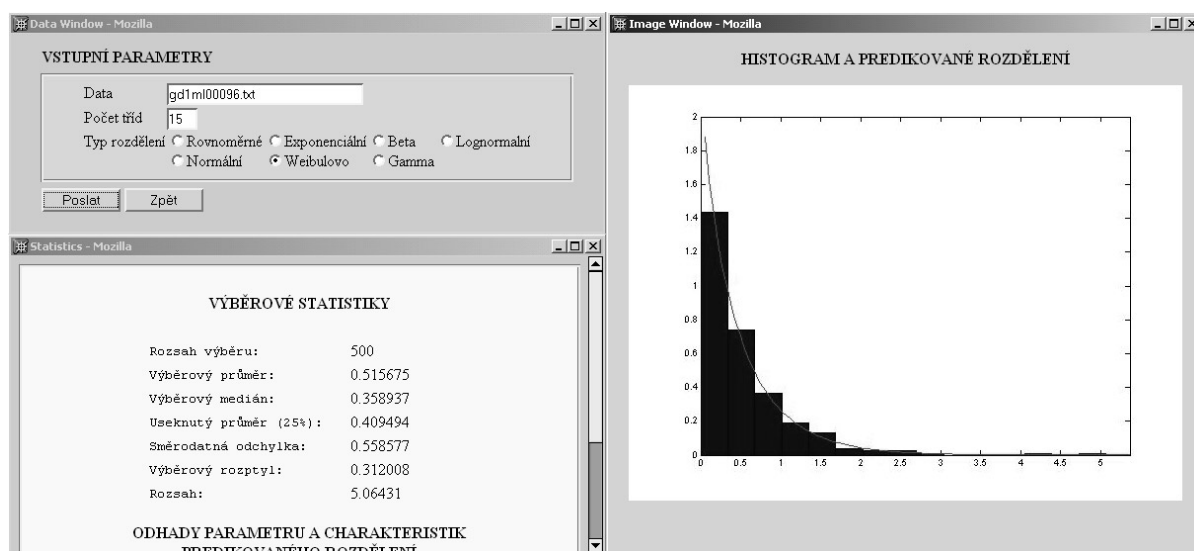 Data Window - Mozilla
VSTUPNÍ PARAMETRY
Data gd1ml00096.txt
Počet tříd 15
Typ rozdělení Rovnoměrné Exponenciální Beta Lognormalní
Normální Weibulovo Gamma
Poslat Zpět
Statistics - Mozilla
VÝBĚROVÉ STATISTIKY
Rozsah výběru: 500
Výběrový průměr: 0.515675
Výběrový medián: 0.358937
Useknutý průměr (25%): 0.409494
Směrodatná odchylka: 0.558577
Výběrový rozptyl: 0.312008
Rozsah: 5.06431
ODHADY PARAMETRU A CHARAKTERISTIK
PREDIKOVANÉHO ROZDĚLENÍ
Image Window - Mozilla
HISTOGRAM A PREDIKOVANÉ ROZDĚLENÍ
2
1.8
1.6
1.4
1.2
1
0.8
0.6
0.4
0.2
0
0 0.5 1 1.5 2 2.5 3 3.5 4 4.5 5